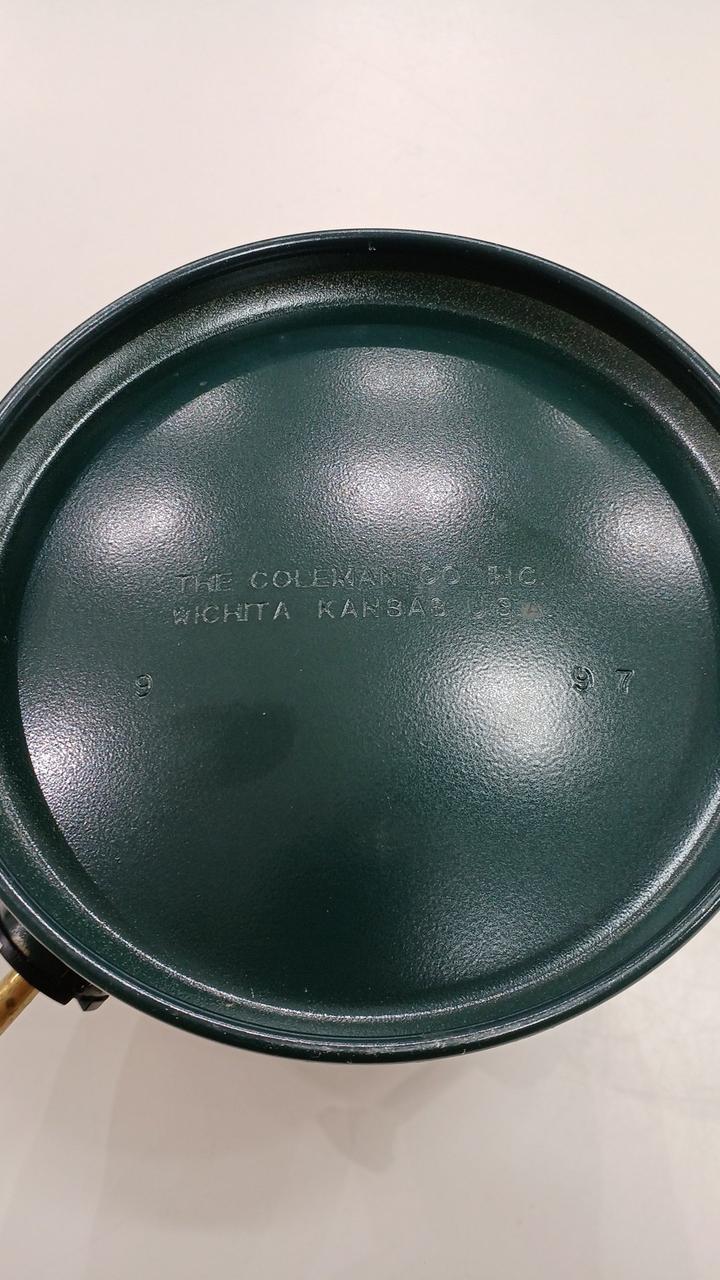 THE COLEMAN CO. INC
WICHITA KANSAS U S A
9 97